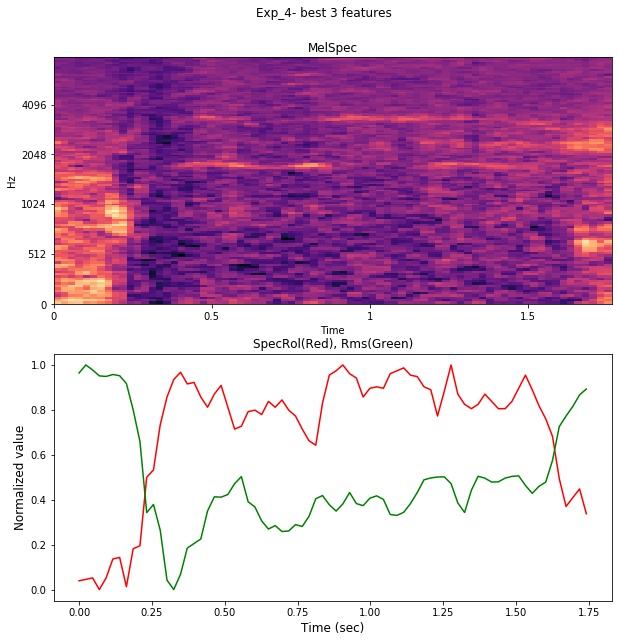 Exp_4- best 3 features
MelSpec
4096
2048
1024
512
0
Hz
0 0.5 1 1.5
Time
SpecRol(Red), Rms(Green)
1.0
0.8
0.6
0.4
0.2
0.0
Normalized value
0.00 0.25 0.50 0.75 1.00 1.25 1.50 1.75
Time (sec)